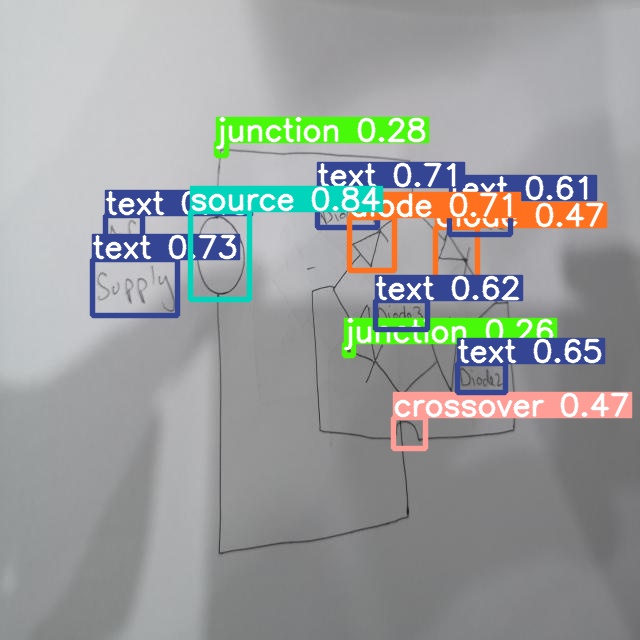 junction 0.28
text 0.71
text 0.61
source 0.84
0.71
0.47
text 0.73
Supply
text 0.62
Diode3
junction 0.26
text 0.65
Diode2
crossover 0.47